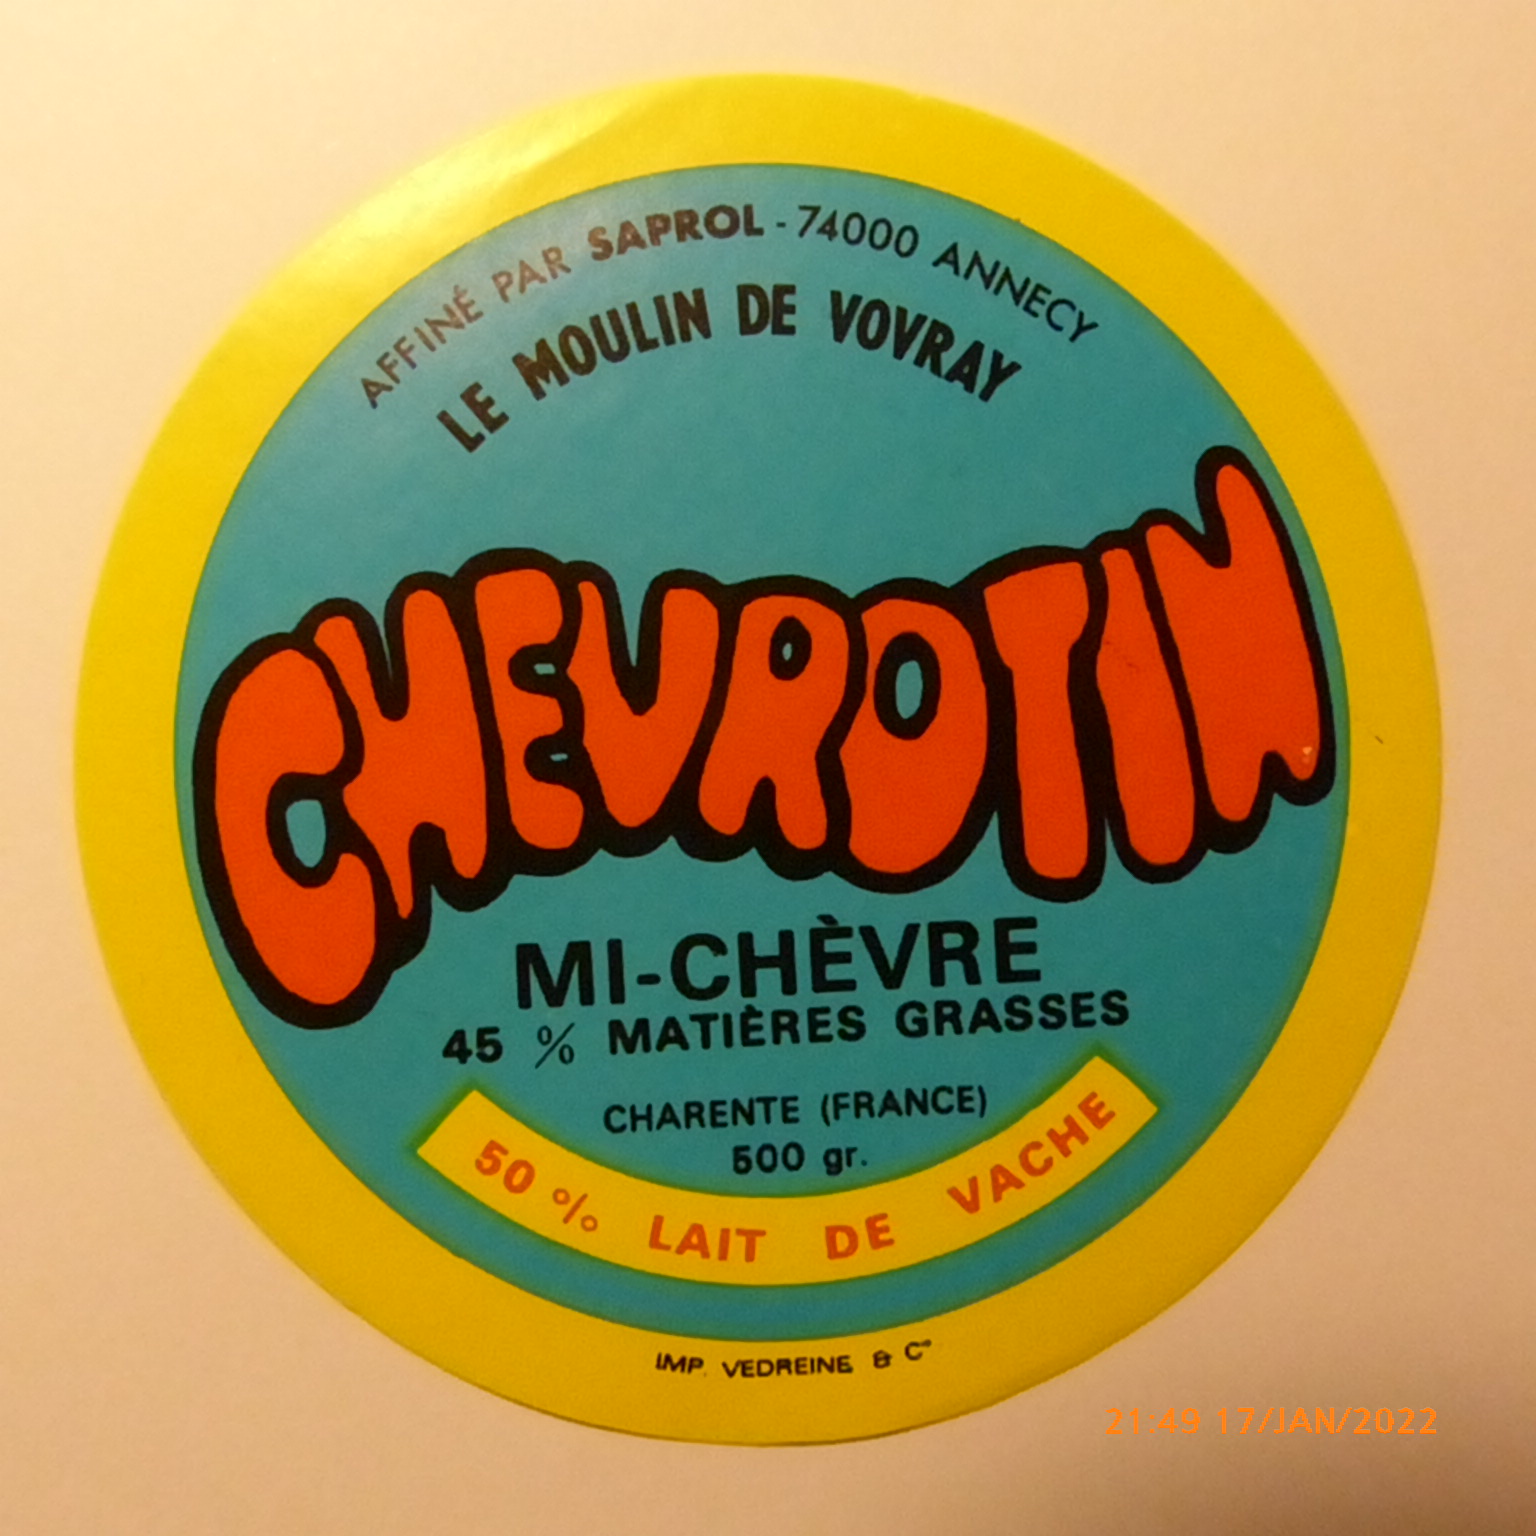 AFFINÉ PAR SAPROL - 74000 ANNECY
LE MOULIN DE VOVRAY
CHEVROTIN
MI-CHÈVRE
45 % MATIÈRES GRASSES
CHARENTE (FRANCE)
500 gr.
50 % LAIT DE VACHE
IMP. VEDREINE & C°
21:49 17/JAN/2022